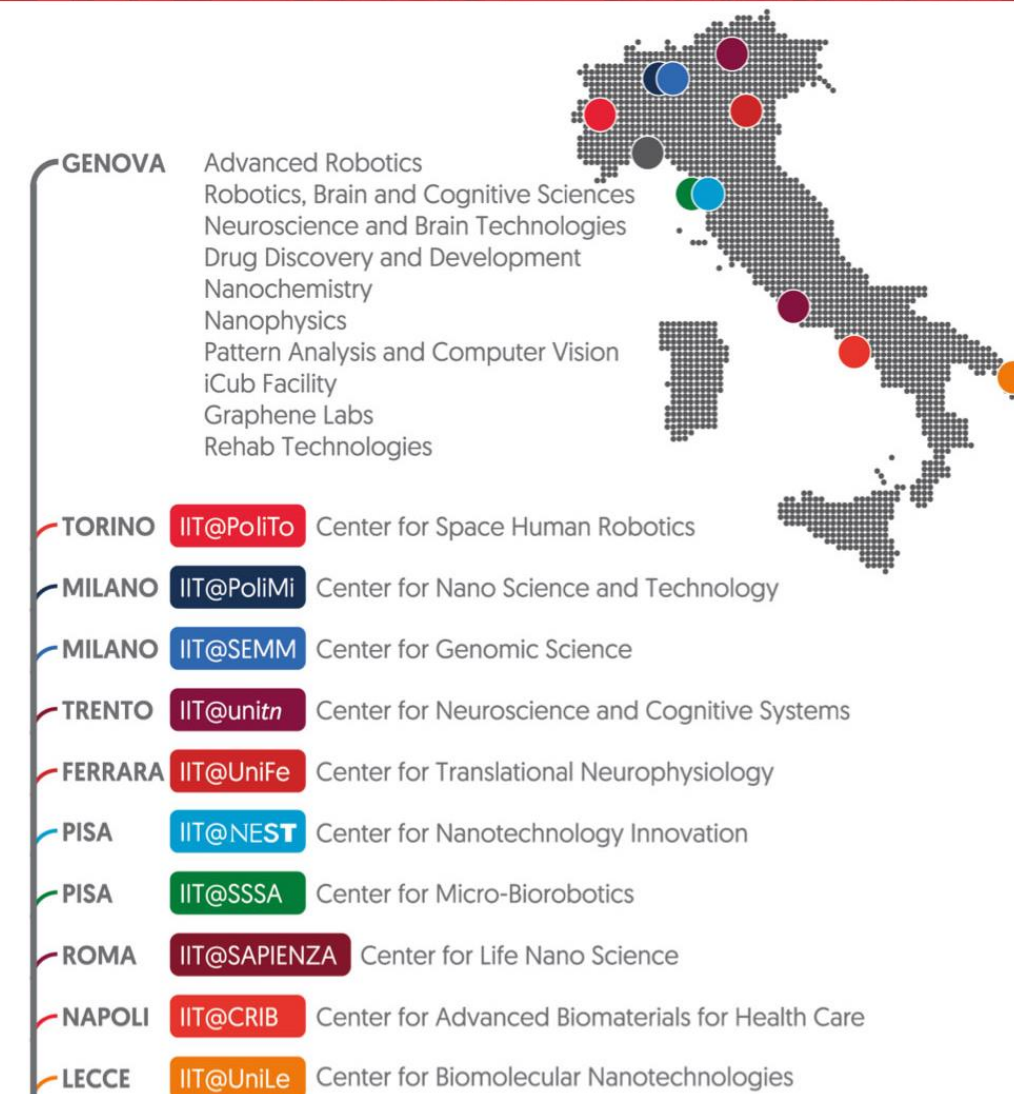 GENOVA Advanced Robotics
Robotics, Brain and Cognitive Sciences
Neuroscience and Brain Technologies
Drug Discovery and Development
Nanochemistry
Nanophysics
Pattern Analysis and Computer Vision
iCub Facility
Graphene Labs
Rehab Technologies
TORINO IIT@PoliTo Center for Space Human Robotics
MILANO IIT@PoliMi Center for Nano Science and Technology
MILANO IIT@SEMM Center for Genomic Science
TRENTO IIT@unitn Center for Neuroscience and Cognitive Systems
FERRARA IIT@UniFe Center for Translational Neurophysiology
PISA IIT@NEST Center for Nanotechnology Innovation
PISA IIT@SSSA Center for Micro-Biorobotics
ROMA IIT@SAPIENZA Center for Life Nano Science
NAPOLI IIT@CRIB Center for Advanced Biomaterials for Health Care
LECCE IIT@UniLe Center for Biomolecular Nanotechnologies